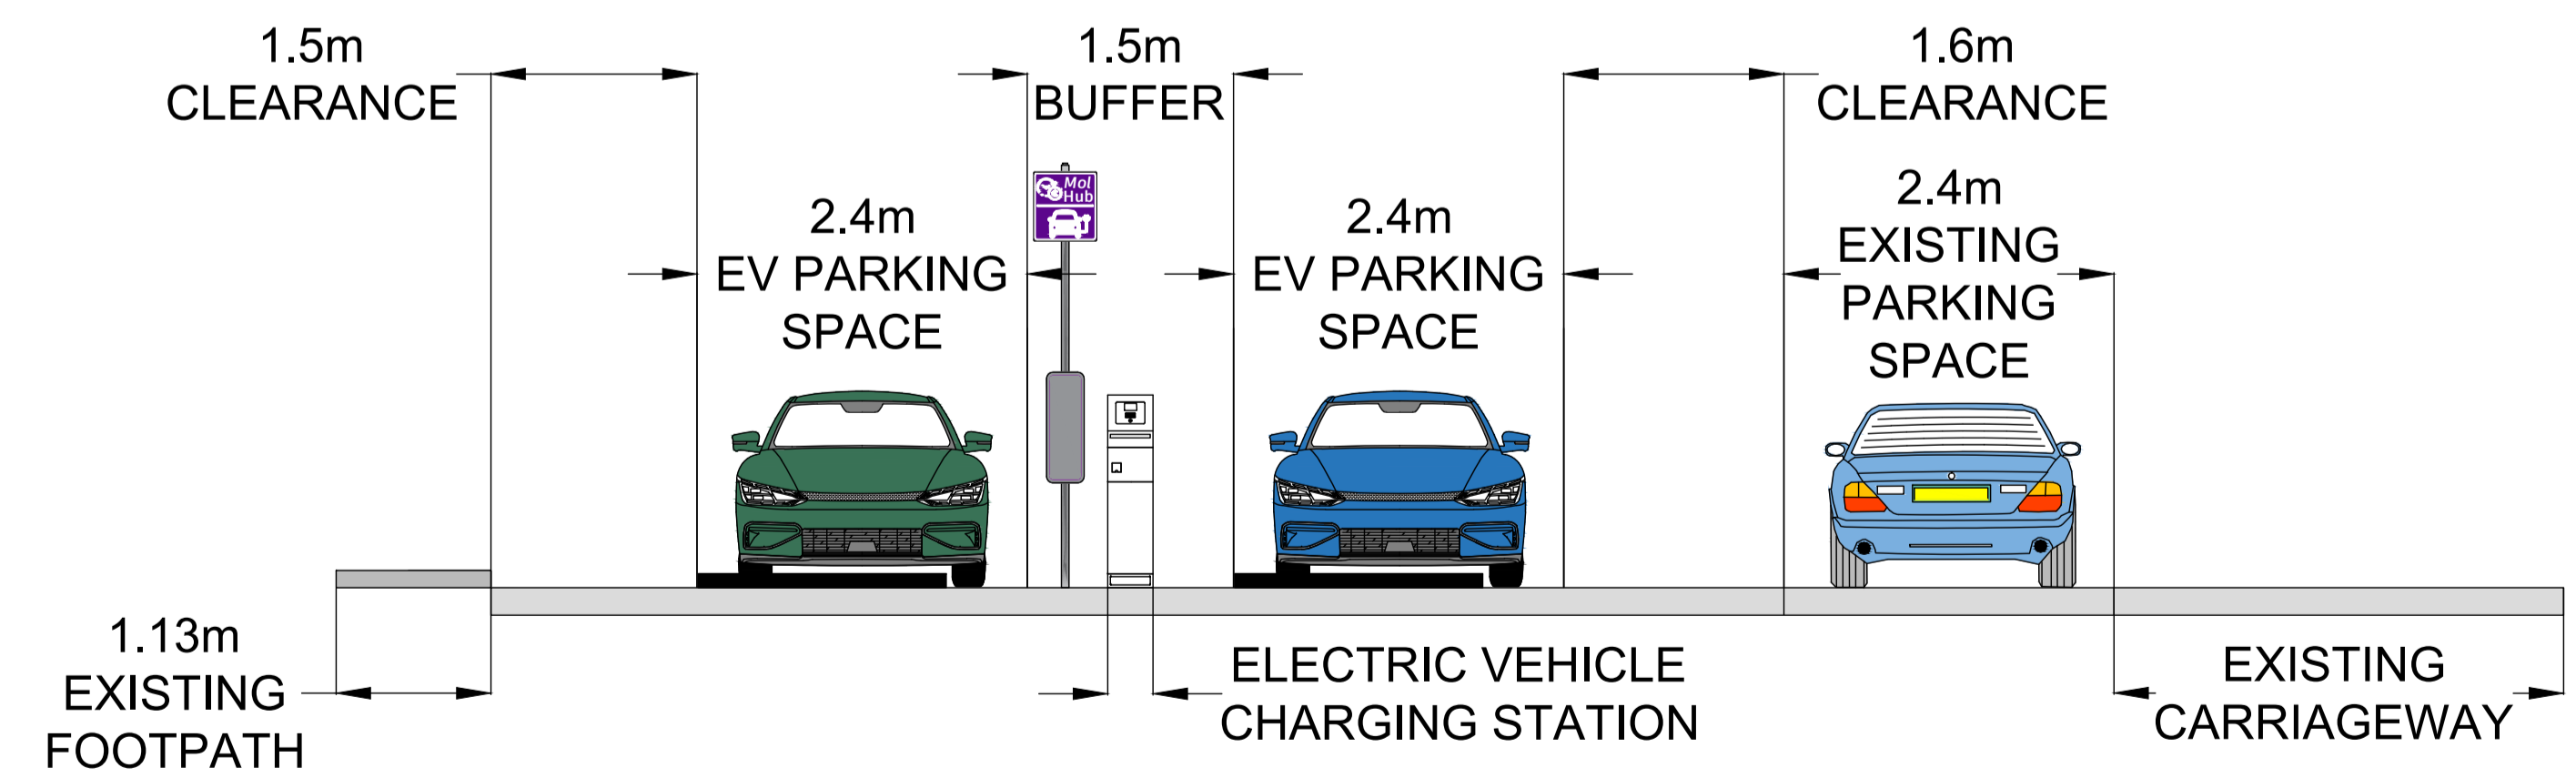 1.5m
CLEARANCE
1.5m
BUFFER
1.6m
CLEARANCE
Mol
Hub
2.4m
EV PARKING
SPACE
2.4m
EV PARKING
SPACE
2.4m
EXISTING
PARKING
SPACE
1.13m
EXISTING
FOOTPATH
ELECTRIC VEHICLE
CHARGING STATION
EXISTING
CARRIAGEWAY